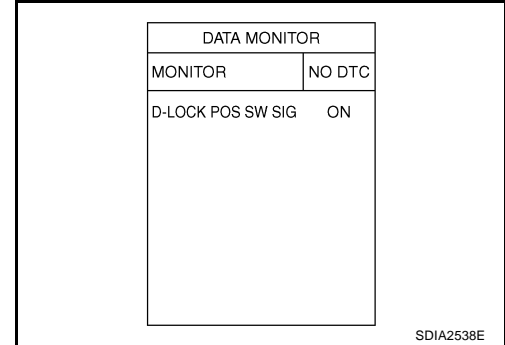 DATA MONITOR
MONITOR NO DTC
D-LOCK POS SW SIG ON
SDIA2538E